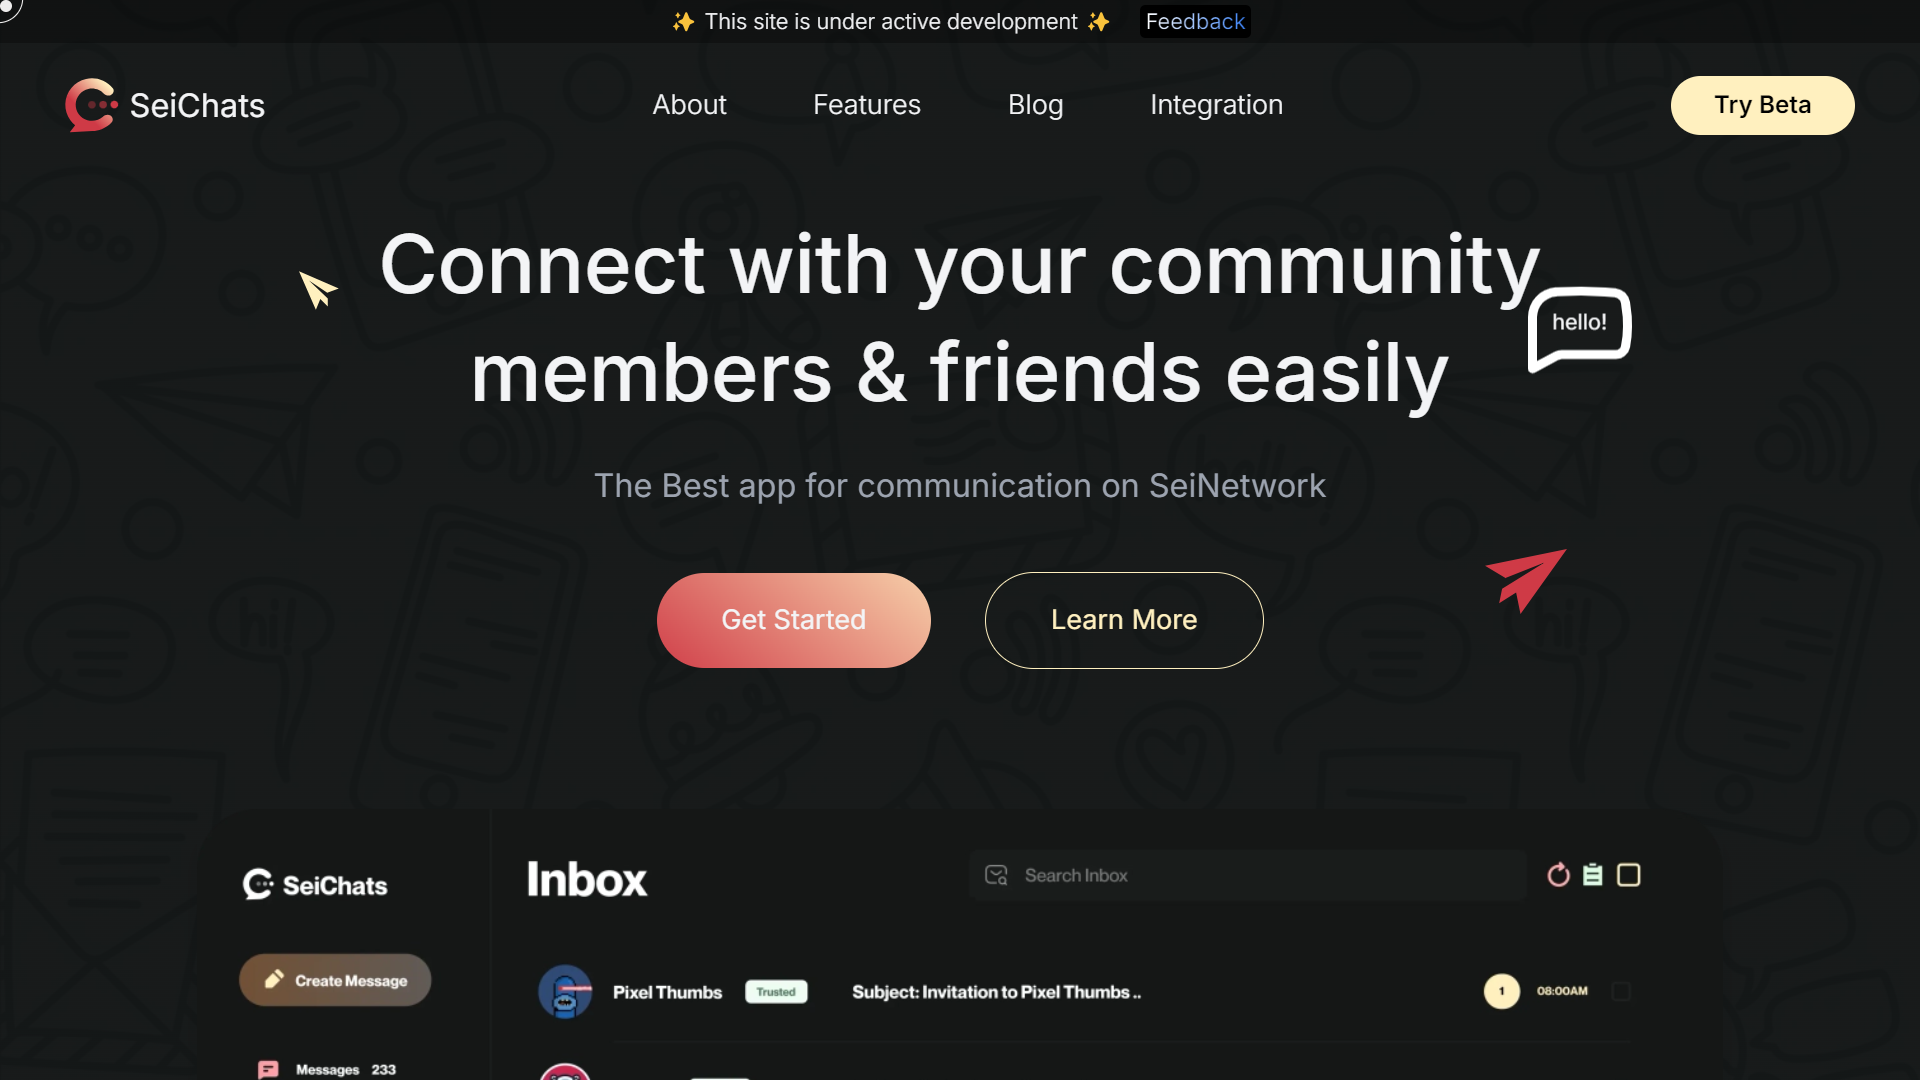 ✨ This site is under active development ✨ Feedback
SeiChats
About
Features
Blog
Integration
Try Beta
Connect with your community
members & friends easily
hello!
The Best app for communication on SeiNetwork
Get Started
Learn More
SeiChats
Inbox
Search Inbox
Create Message
Pixel Thumbs
Trusted
Subject: Invitation to Pixel Thumbs ..
1
08:00AM
Messages 233